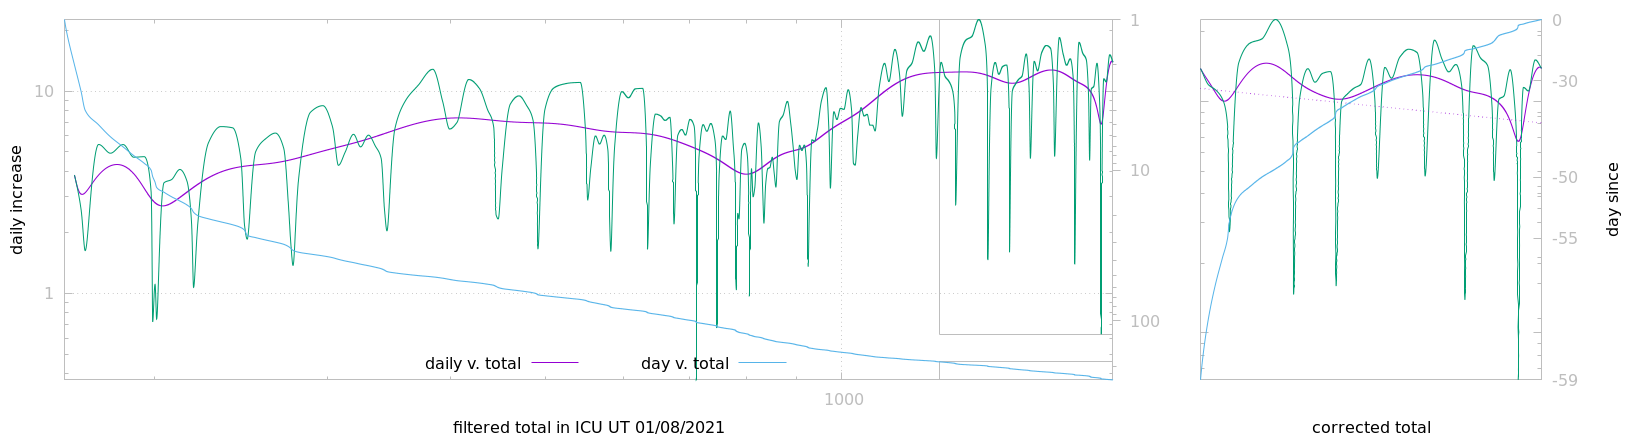 daily increase
10
1
1
10
100
daily v. total
day v. total
1000
filtered total in ICU UT 01/08/2021
0
-30
-50
-55
-59
day since
corrected total